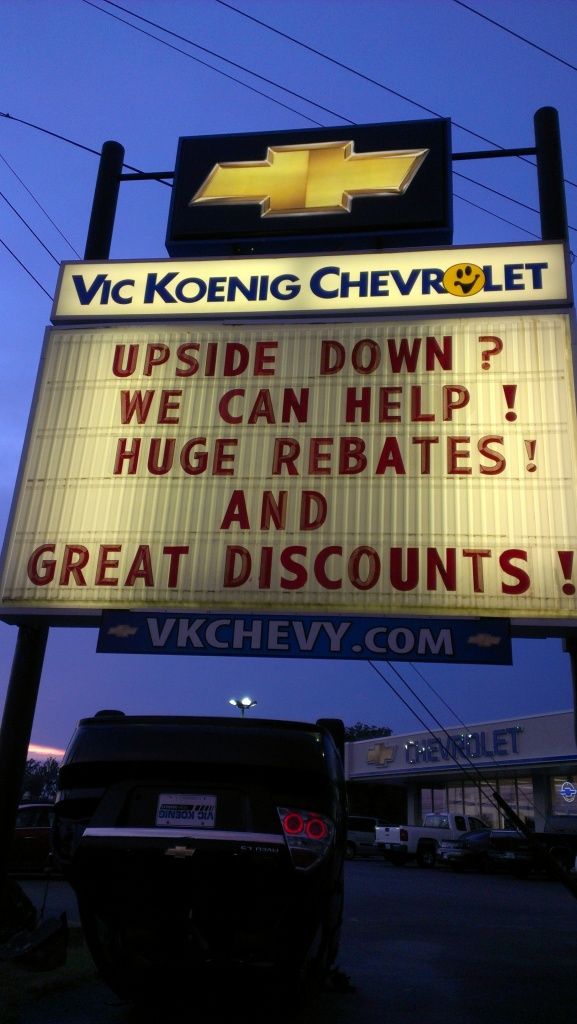 VIC KOENIG CHEVROLET
UPSIDE DOWN?
WE CAN HELP!
HUGE REBATES!
AND
GREAT DISCOUNTS!
VKCHEVY.COM
CHEVROLET
VIC KOENIG